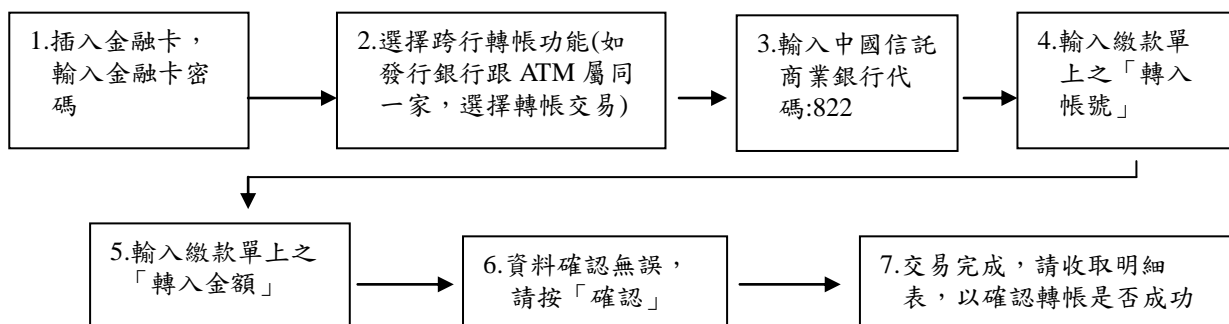 1.插入金融卡，
輸入金融卡密
碼
2.選擇跨行轉帳功能(如
發行銀行跟 ATM 屬同
一家，選擇轉帳交易)
3.輸入中國信託
商業銀行代
碼:822
4.輸入繳款單
上之「轉入
帳號」
5.輸入繳款單上之
「轉入金額」
6.資料確認無誤，
請按「確認」
7.交易完成，請收取明細
表，以確認轉帳是否成功